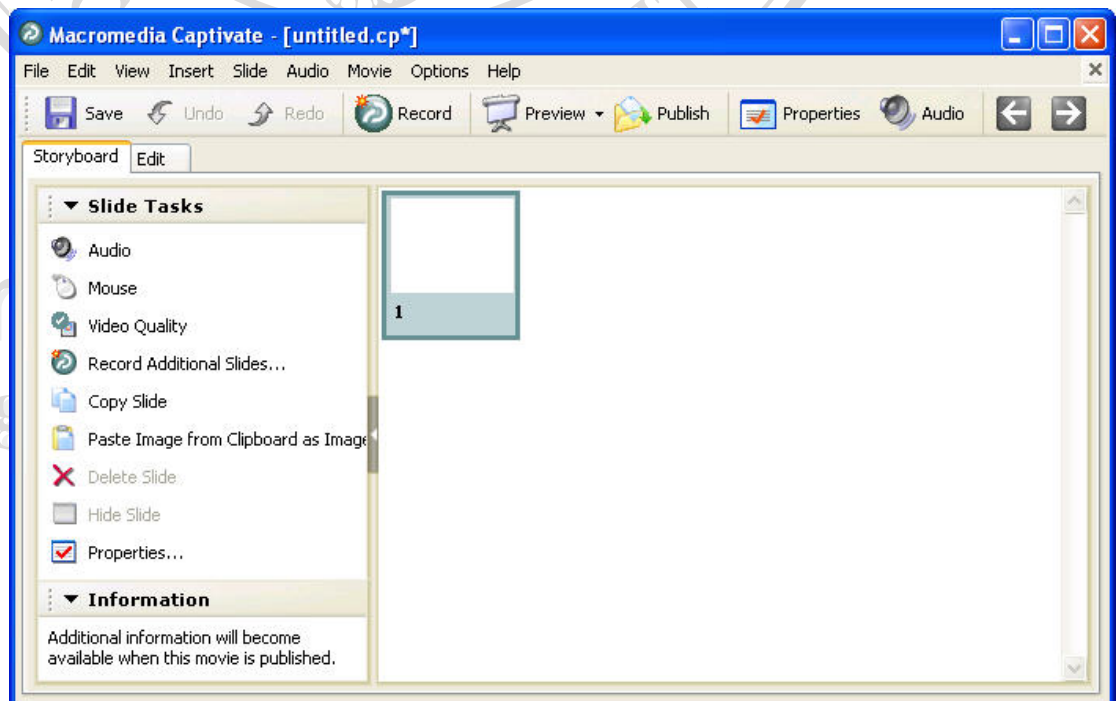 Macromedia Captivate - [untitled.cp*]
File Edit View Insert Slide Audio Movie Options Help
Save Undo Redo Record Preview Publish Properties Audio
Storyboard Edit
Slide Tasks
Audio
Mouse
Video Quality
Record Additional Slides...
Copy Slide
Paste Image from Clipboard as Image
Delete Slide
Hide Slide
Properties...
1
Information
Additional information will become
available when this movie is published.